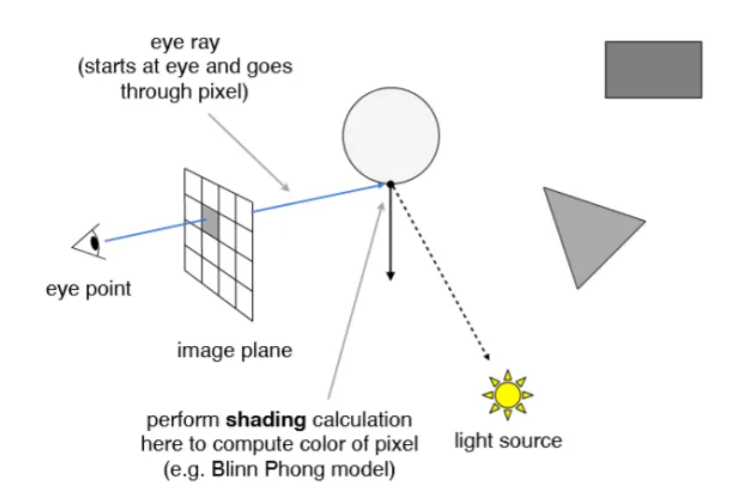 eye ray
(starts at eye and goes
through pixel)
eye point
image plane
perform shading calculation
here to compute color of pixel
(e.g. Blinn Phong model)
light source